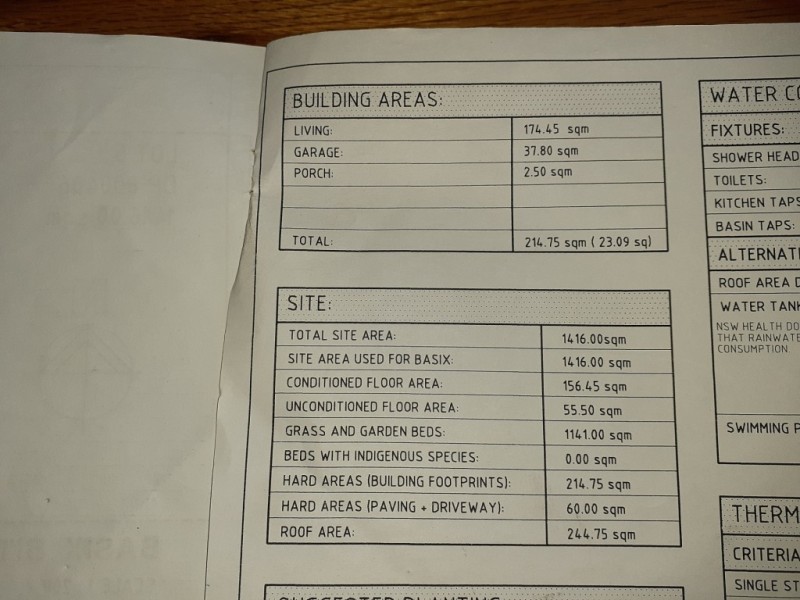 BUILDING AREAS:
LIVING: 174.45 sqm
GARAGE: 37.80 sqm
PORCH: 2.50 sqm
TOTAL: 214.75 sqm ( 23.09 sq)
SITE:
TOTAL SITE AREA: 1416.00sqm
SITE AREA USED FOR BASIX: 1416.00 sqm
CONDITIONED FLOOR AREA: 156.45 sqm
UNCONDITIONED FLOOR AREA: 55.50 sqm
GRASS AND GARDEN BEDS: 1141.00 sqm
BEDS WITH INDIGENOUS SPECIES: 0.00 sqm
HARD AREAS (BUILDING FOOTPRINTS): 214.75 sqm
HARD AREAS (PAVING + DRIVEWAY): 60.00 sqm
ROOF AREA: 244.75 sqm
WATER CO
FIXTURES:
SHOWER HEAD
TOILETS:
KITCHEN TAPS
BASIN TAPS:
ALTERNATI
ROOF AREA D
WATER TANK
NSW HEALTH DO
THAT RAINWATE
CONSUMPTION.
SWIMMING P
THERM
CRITERIA
SINGLE ST